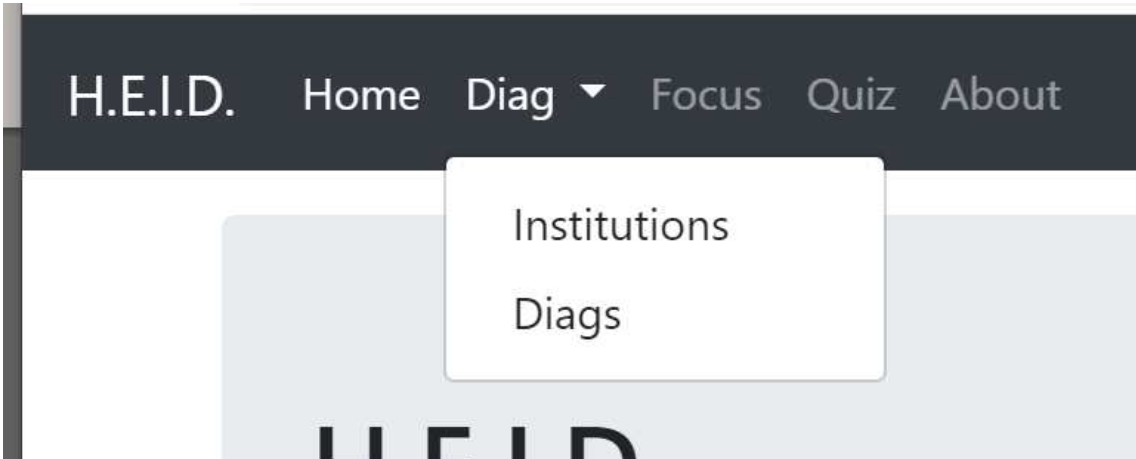 H.E.I.D. Home Diag Focus Quiz About
Institutions
Diags
H.E.I.D.